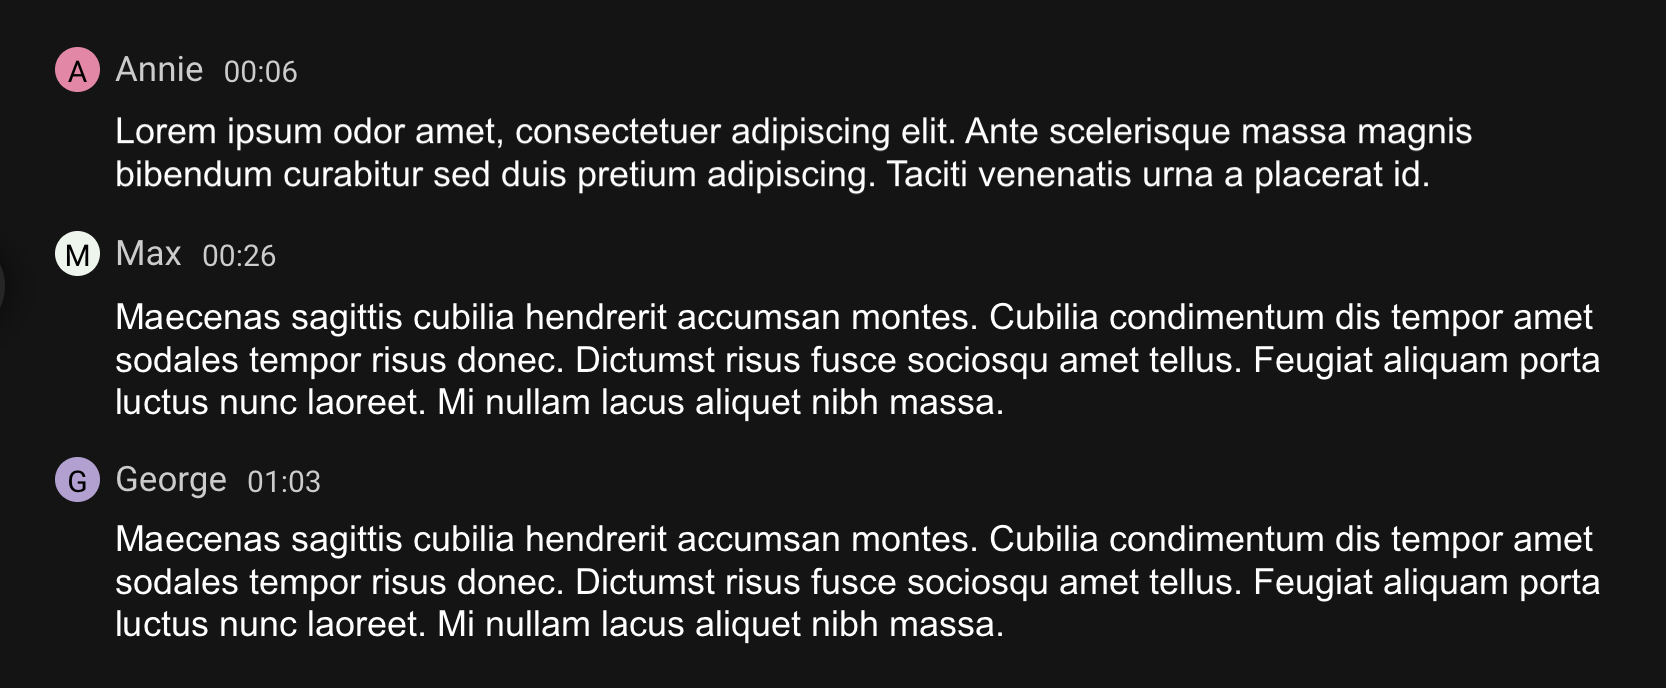 A Annie 00:06
Lorem ipsum odor amet, consectetuer adipiscing elit. Ante scelerisque massa magnis
bibendum curabitur sed duis pretium adipiscing. Taciti venenatis urna a placerat id.
M Max 00:26
Maecenas sagittis cubilia hendrerit accumsan montes. Cubilia condimentum dis tempor amet
sodales tempor risus donec. Dictumst risus fusce sociosqu amet tellus. Feugiat aliquam porta
luctus nunc laoreet. Mi nullam lacus aliquet nibh massa.
G George 01:03
Maecenas sagittis cubilia hendrerit accumsan montes. Cubilia condimentum dis tempor amet
sodales tempor risus donec. Dictumst risus fusce sociosqu amet tellus. Feugiat aliquam porta
luctus nunc laoreet. Mi nullam lacus aliquet nibh massa.